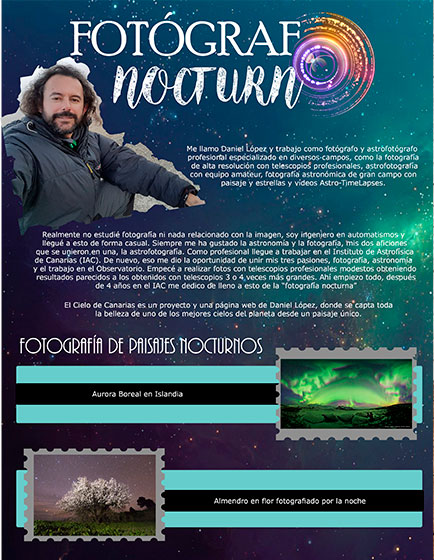 FOTÓGRAFO
NOCTURNO
Me llamo Daniel López y trabajo como fotógrafo y astrofotógrafo
profesional especializado en diversos campos, como la fotografía
de alta resolución con telescopios profesionales, astrofotografía
con equipo amateur, fotografía astronómica de gran campo con
paisaje y estrellas y vídeos Astro-TimeLapses.
Realmente no estudié fotografía ni nada relacionado con la imagen, soy ingeniero en automatismos y
llegué a esto de forma casual. Siempre me ha gustado la astronomía y la fotografía, mis dos aficiones
que se unieron en una, la astrofotografía. Como profesional llegue a trabajar en el Instituto de Astrofísica
de Canarias (IAC). De nuevo, eso me dio la oportunidad de unir mis tres pasiones, fotografía, astronomía
y el trabajo en el Observatorio. Empecé a realizar fotos con telescopios profesionales modestos obteniendo
resultados parecidos a los obtenidos con telescopios 3 o 4 veces más grandes. Ahí empiezo todo, después
de 4 años en el IAC me dedico de lleno a esto de la “fotografía nocturna”
El Cielo de Canarias es un proyecto y una página web de Daniel López, donde se capta toda
la belleza de uno de los mejores cielos del planeta desde un paisaje único.
FOTOGRAFÍA DE PAISAJES NOCTURNOS
Aurora Boreal en Islandia
Almendro en flor fotografiado por la noche